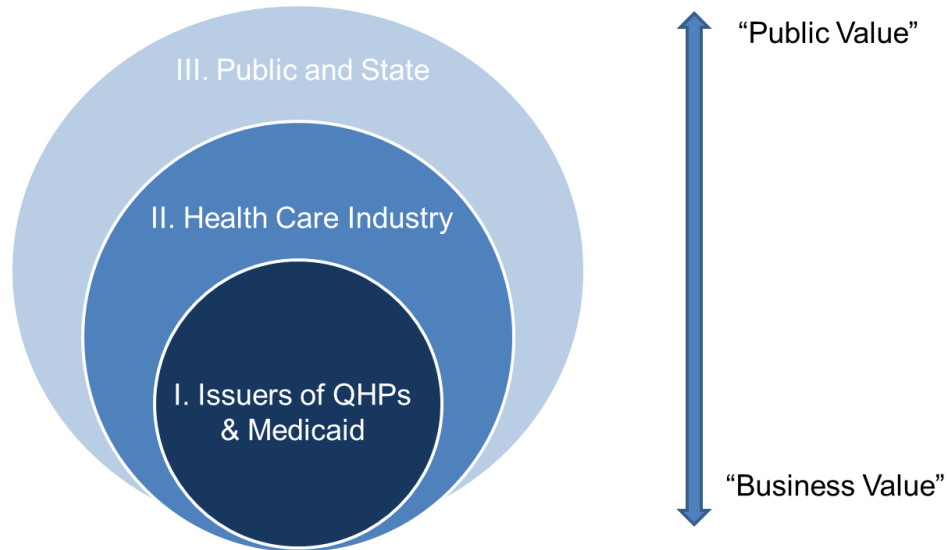 “Public Value”
III. Public and State
II. Health Care Industry
I. Issuers of QHPs
& Medicaid
“Business Value”